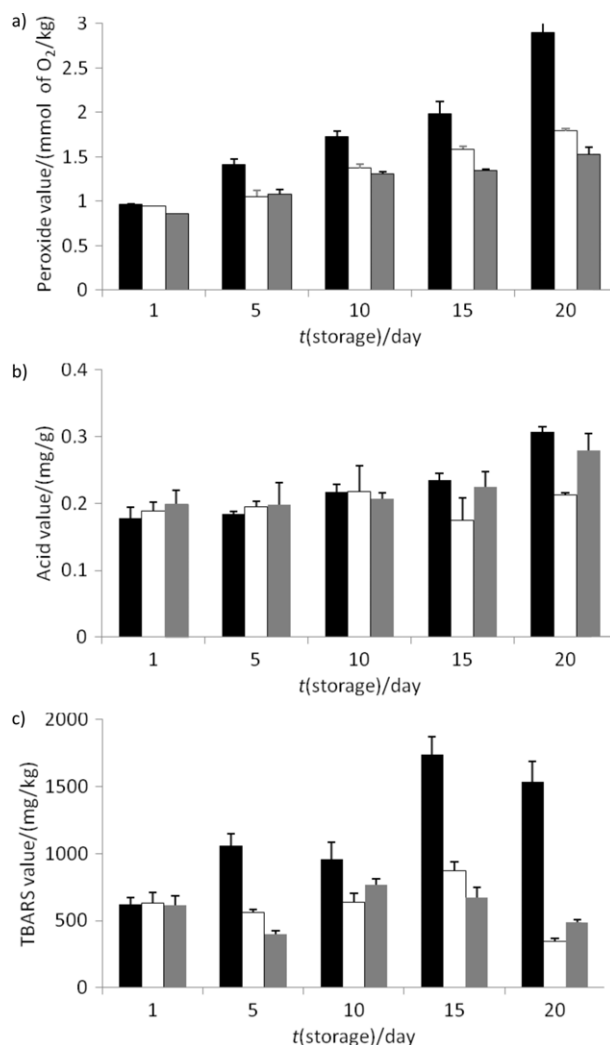 a)
Peroxide value/(mmol of O₂/kg)
3
2.5
2
1.5
1
0.5
0
1 5 10 15 20
t(storage)/day
b)
Acid value/(mg/g)
0.4
0.3
0.2
0.1
0
1 5 10 15 20
t(storage)/day
c)
TBARS value/(mg/kg)
2000
1500
1000
500
0
1 5 10 15 20
t(storage)/day